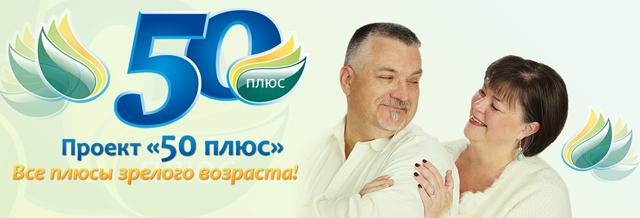 50
плюс
Проект «50 плюс»
Все плюсы зрелого возраста!